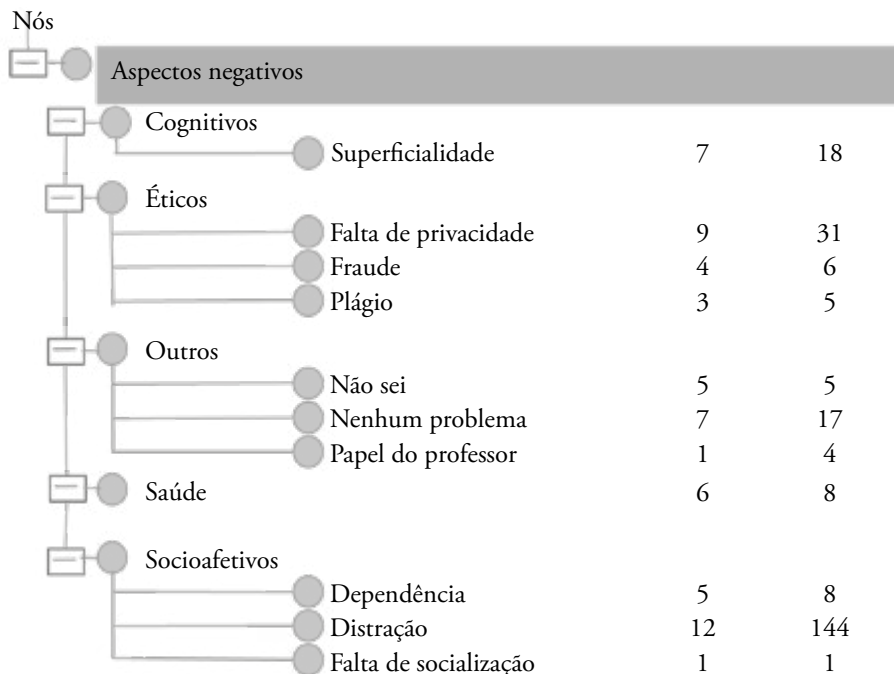 Nós
Aspectos negativos
Cognitivos
Superficialidade 7 18
Éticos
Falta de privacidade 9 31
Fraude 4 6
Plágio 3 5
Outros
Não sei 5 5
Nenhum problema 7 17
Papel do professor 1 4
Saúde 6 8
Socioafetivos
Dependência 5 8
Distração 12 144
Falta de socialização 1 1